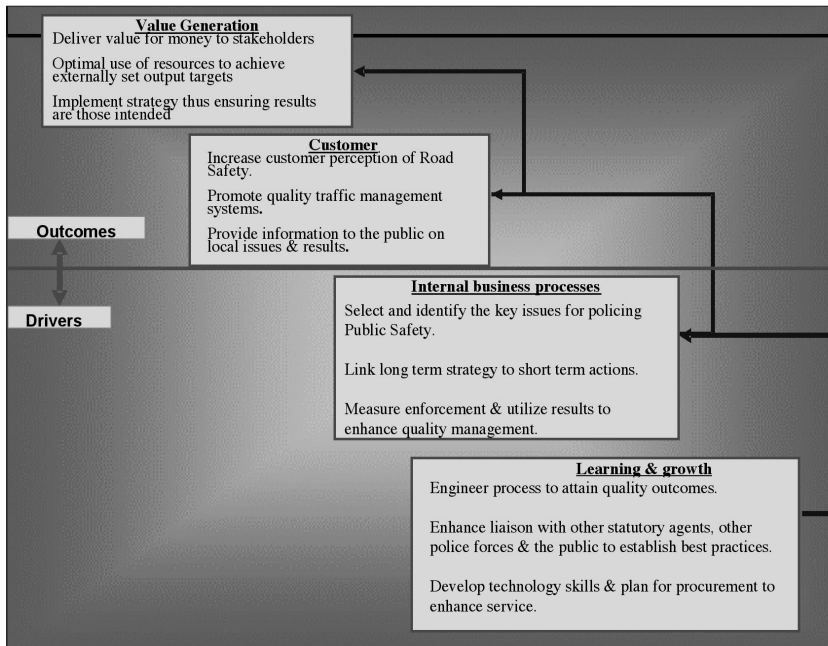 Value Generation
Deliver value for money to stakeholders
Optimal use of resources to achieve
externally set output targets
Implement strategy thus ensuring results
are those intended
Customer
Increase customer perception of Road
Safety.
Promote quality traffic management
systems.
Provide information to the public on
local issues & results.
Outcomes
Drivers
Internal business processes
Select and identify the key issues for policing
Public Safety.
Link long term strategy to short term actions.
Measure enforcement & utilize results to
enhance quality management.
Learning & growth
Engineer process to attain quality outcomes.
Enhance liaison with other statutory agents, other
police forces & the public to establish best practices.
Develop technology skills & plan for procurement to
enhance service.